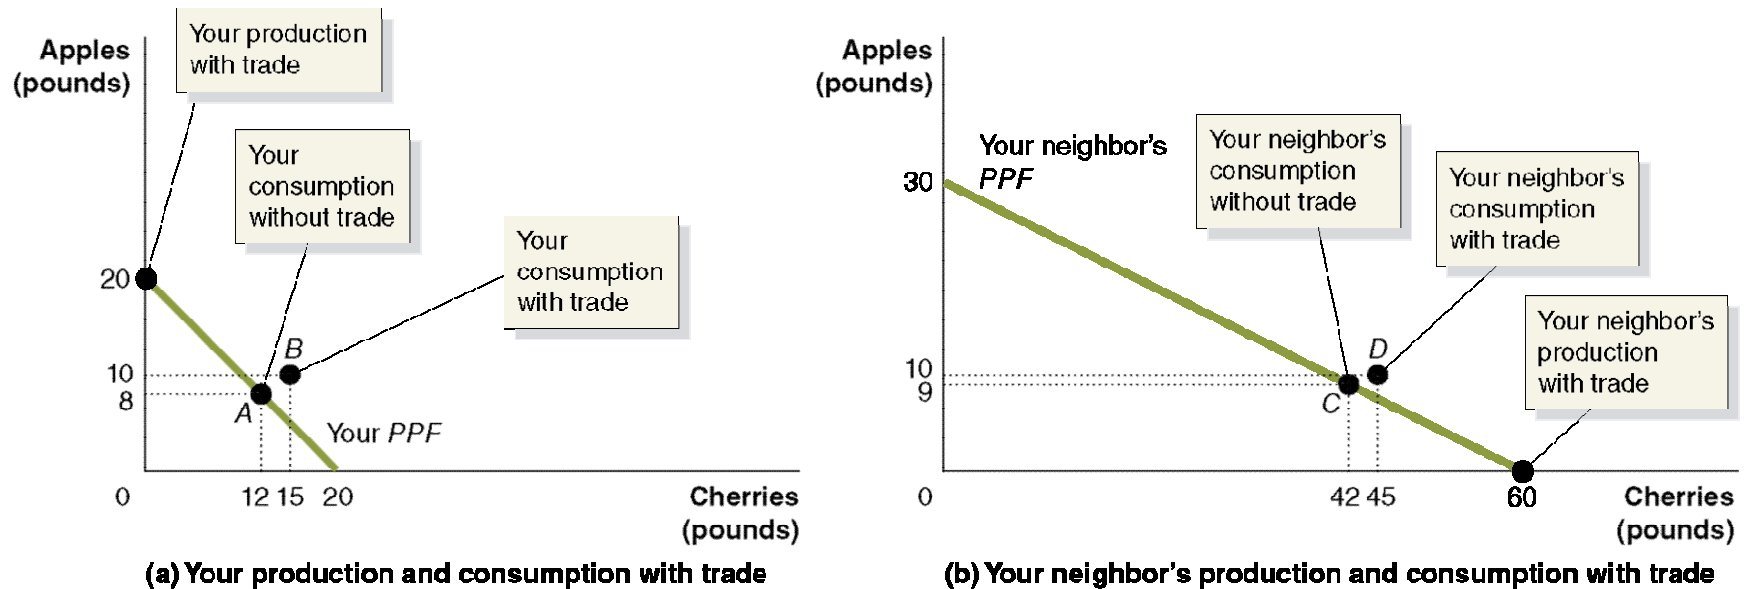 Apples
(pounds)
Your production
with trade
Your
consumption
without trade
Your
consumption
with trade
20
10
8
A
B
Your PPF
0
12
15
20
Cherries
(pounds)
(a) Your production and consumption with trade
Apples
(pounds)
Your neighbor's
PPF
Your neighbor's
consumption
without trade
Your neighbor's
consumption
with trade
Your neighbor's
production
with trade
30
10
9
C
D
0
42
45
60
Cherries
(pounds)
(b) Your neighbor's production and consumption with trade